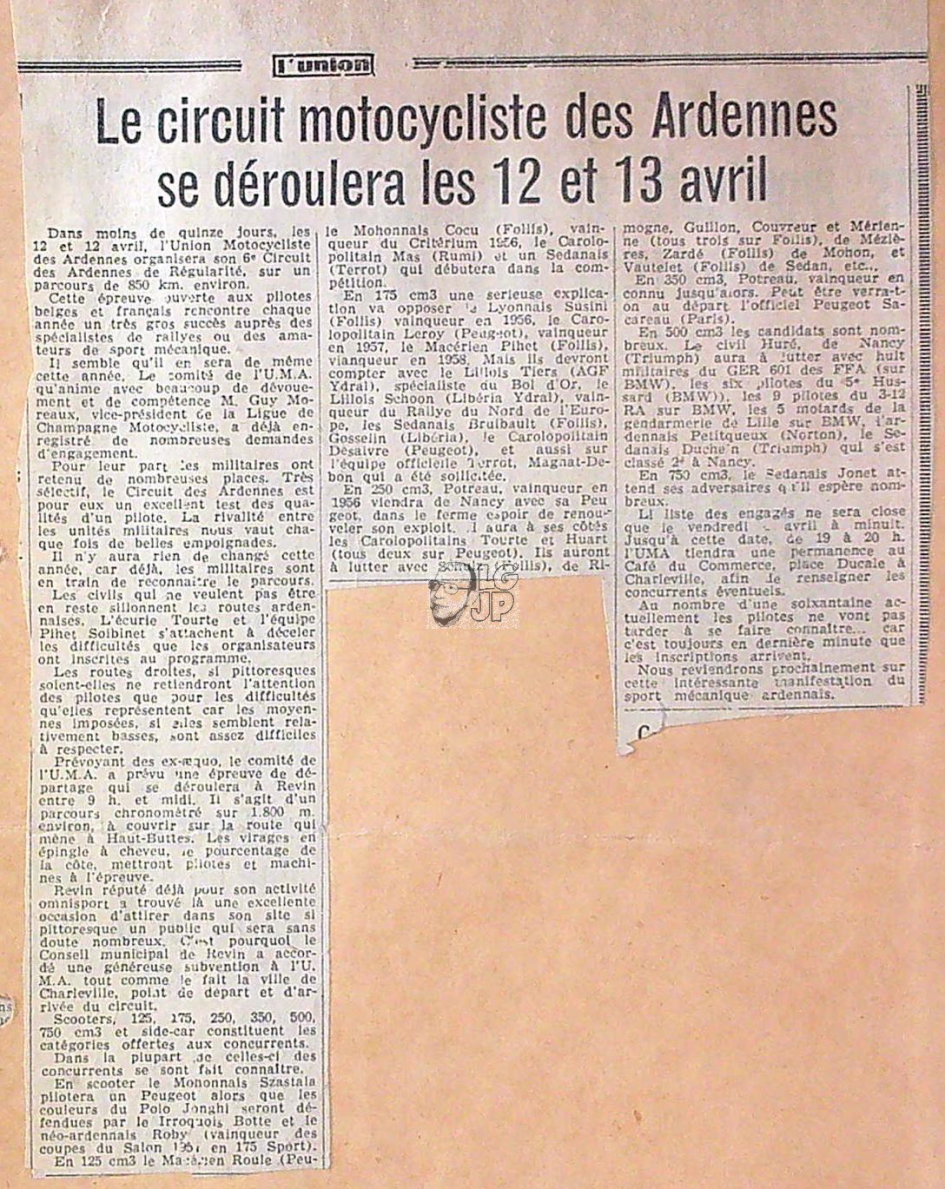 l'union
Le circuit motocycliste des Ardennes
se déroulera les 12 et 13 avril
Dans moins de quinze jours, les
12 et 12 avril, l'Union Motocycliste
des Ardennes organisera son 6e Circuit
des Ardennes de Régularité, sur un
parcours de 850 km. environ.
Cette épreuve ouverte aux pilotes
belges et français rencontre chaque
année un très gros succès auprès des
spécialistes de rallyes ou des ama-
teurs de sport mécanique.
Il semble qu'il en sera de même
cette année. Le comité de l'U.M.A.
qu'anime avec beaucoup de dévoue-
ment et de compétence M. Guy Mo-
reaux, vice-président de la Ligue de
Champagne Motocycliste, a déjà en-
registré de nombreuses demandes
d'engagement.
Pour leur part les militaires ont
retenu de nombreuses places. Très
sélectif, le Circuit des Ardennes est
pour eux un excellent test des qua-
lités d'un pilote. La rivalité entre
les unités militaires nous vaut cha-
que fois de belles empoignades.
Il n'y aura rien de changé cette
année, car déjà, les militaires sont
en train de reconnaître le parcours.
Les civils qui ne veulent pas être
en reste sillonnent les routes arden-
naises. L'écurie Tourte et l'équipe
Pihet Soibinet s'attachent à déceler
les difficultés que les organisateurs
ont inscrites au programme.
Les routes droites, si pittoresques
soient-elles ne retiendront l'attention
des pilotes que pour les difficultés
qu'elles représentent car les moyen-
nes imposées, si elles semblent rela-
tivement basses, sont assez difficiles
à respecter.
Prévoyant des ex-æquo, le comité de
l'U.M.A. a prévu une épreuve de dé-
partage qui se déroulera à Revin
entre 9 h. et midi. Il s'agit d'un
parcours chronométré sur 1.800 m.
environ, à couvrir sur la route qui
mène à Haut-Buttes. Les virages en
épingle à cheveu, le pourcentage de
la côte, mettront pilotes et machi-
nes à l'épreuve.
Revin réputé déjà pour son activité
omnisport a trouvé là une excellente
occasion d'attirer dans son site si
pittoresque un public qui sera sans
doute nombreux. C'est pourquoi le
Conseil municipal de Revin a accor-
dé une généreuse subvention à l'U.
M.A. tout comme le fait la ville de
Charleville, point de départ et d'ar-
rivée du circuit.
Scooters, 125, 175, 250, 350, 500,
750 cm3 et side-car constituent les
catégories offertes aux concurrents.
Dans la plupart de celles-ci des
concurrents se sont fait connaître.
En scooter le Mononnais Szastala
pilotera un Peugeot alors que les
couleurs du Polo Jonghi seront dé-
fendues par le Irroquois Botte et le
néo-ardennais Roby (vainqueur des
coupes du Salon en 175 Sport).
En 125 cm3 le Macérien Roule (Peu-
le Mohonnais Cocu (Follis), vain-
queur du Critérium 1956, le Carolo-
politain Mas (Rumi) et un Sedanais
(Terrot) qui débutera dans la com-
pétition.
En 175 cm3 une serieuse explica-
tion va opposer le Lyonnais Susini
(Follis) vainqueur en 1956, le Caro-
lopolitain Leroy (Peugeot), vainqueur
en 1957, le Macérien Pihet (Follis),
vianqueur en 1958. Mais ils devront
compter avec le Lillois Tiers (AGF
Ydral), spécialiste du Bol d'Or, le
Lillois Schoon (Libéria Ydral), vain-
queur du Rallye du Nord de l'Euro-
pe, les Sedanais Brulbault (Follis),
Gosselin (Libéria), le Carolopolitain
Désaivre (Peugeot), et aussi sur
l'équipe officielle Terrot, Magnat-De-
bon qui a été sollicitée.
En 250 cm3, Potreau, vainqueur en
1956 viendra de Nancy avec sa Peu
geot, dans le ferme espoir de renou-
veler son exploit. Il aura à ses côtés
les Carolopolitains Tourte et Huart
(tous deux sur Peugeot). Ils auront
à lutter avec (Follis), de Ri-
mogne, Guillon, Couvreur et Mérien-
ne (tous trois sur Follis), de Méziè-
res, Zardé (Follis) de Mohon, et
Vautelet (Follis) de Sedan, etc...
En 350 cm3, Potreau, vainqueur en
connu jusqu'alors. Peut être verra-t-
on au départ l'officiel Peugeot Sa-
careau (Paris).
En 500 cm3 les candidats sont nom-
breux. Le civil Huré, de Nancy
(Triumph) aura à lutter avec huit
militaires du GER 601 des FFA (sur
BMW), les six pilotes du 5e Hus-
sard (BMW)), les 9 pilotes du 3-12
RA sur BMW, les 5 motards de la
gendarmerie de Lille sur BMW, l'ar-
dennais Petitqueux (Norton), le Se-
danais Duche'n (Triumph) qui s'est
classé 2d à Nancy.
En 750 cm3, le Sedanais Jonet at-
tend ses adversaires qu'il espère nom-
breux.
Li liste des engagés ne sera close
que le vendredi avril à minuit.
Jusqu'à cette date, de 19 à 20 h.
l'UMA tiendra une permanence au
Café du Commerce, place Ducale à
Charleville, afin de renseigner les
concurrents éventuels.
Au nombre d'une soixantaine ac-
tuellement les pilotes ne vont pas
tarder à se faire connaître... car
c'est toujours en dernière minute que
les inscriptions arrivent.
Nous reviendrons prochainement sur
cette intéressante manifestation du
sport mécanique ardennais.
LG
JP